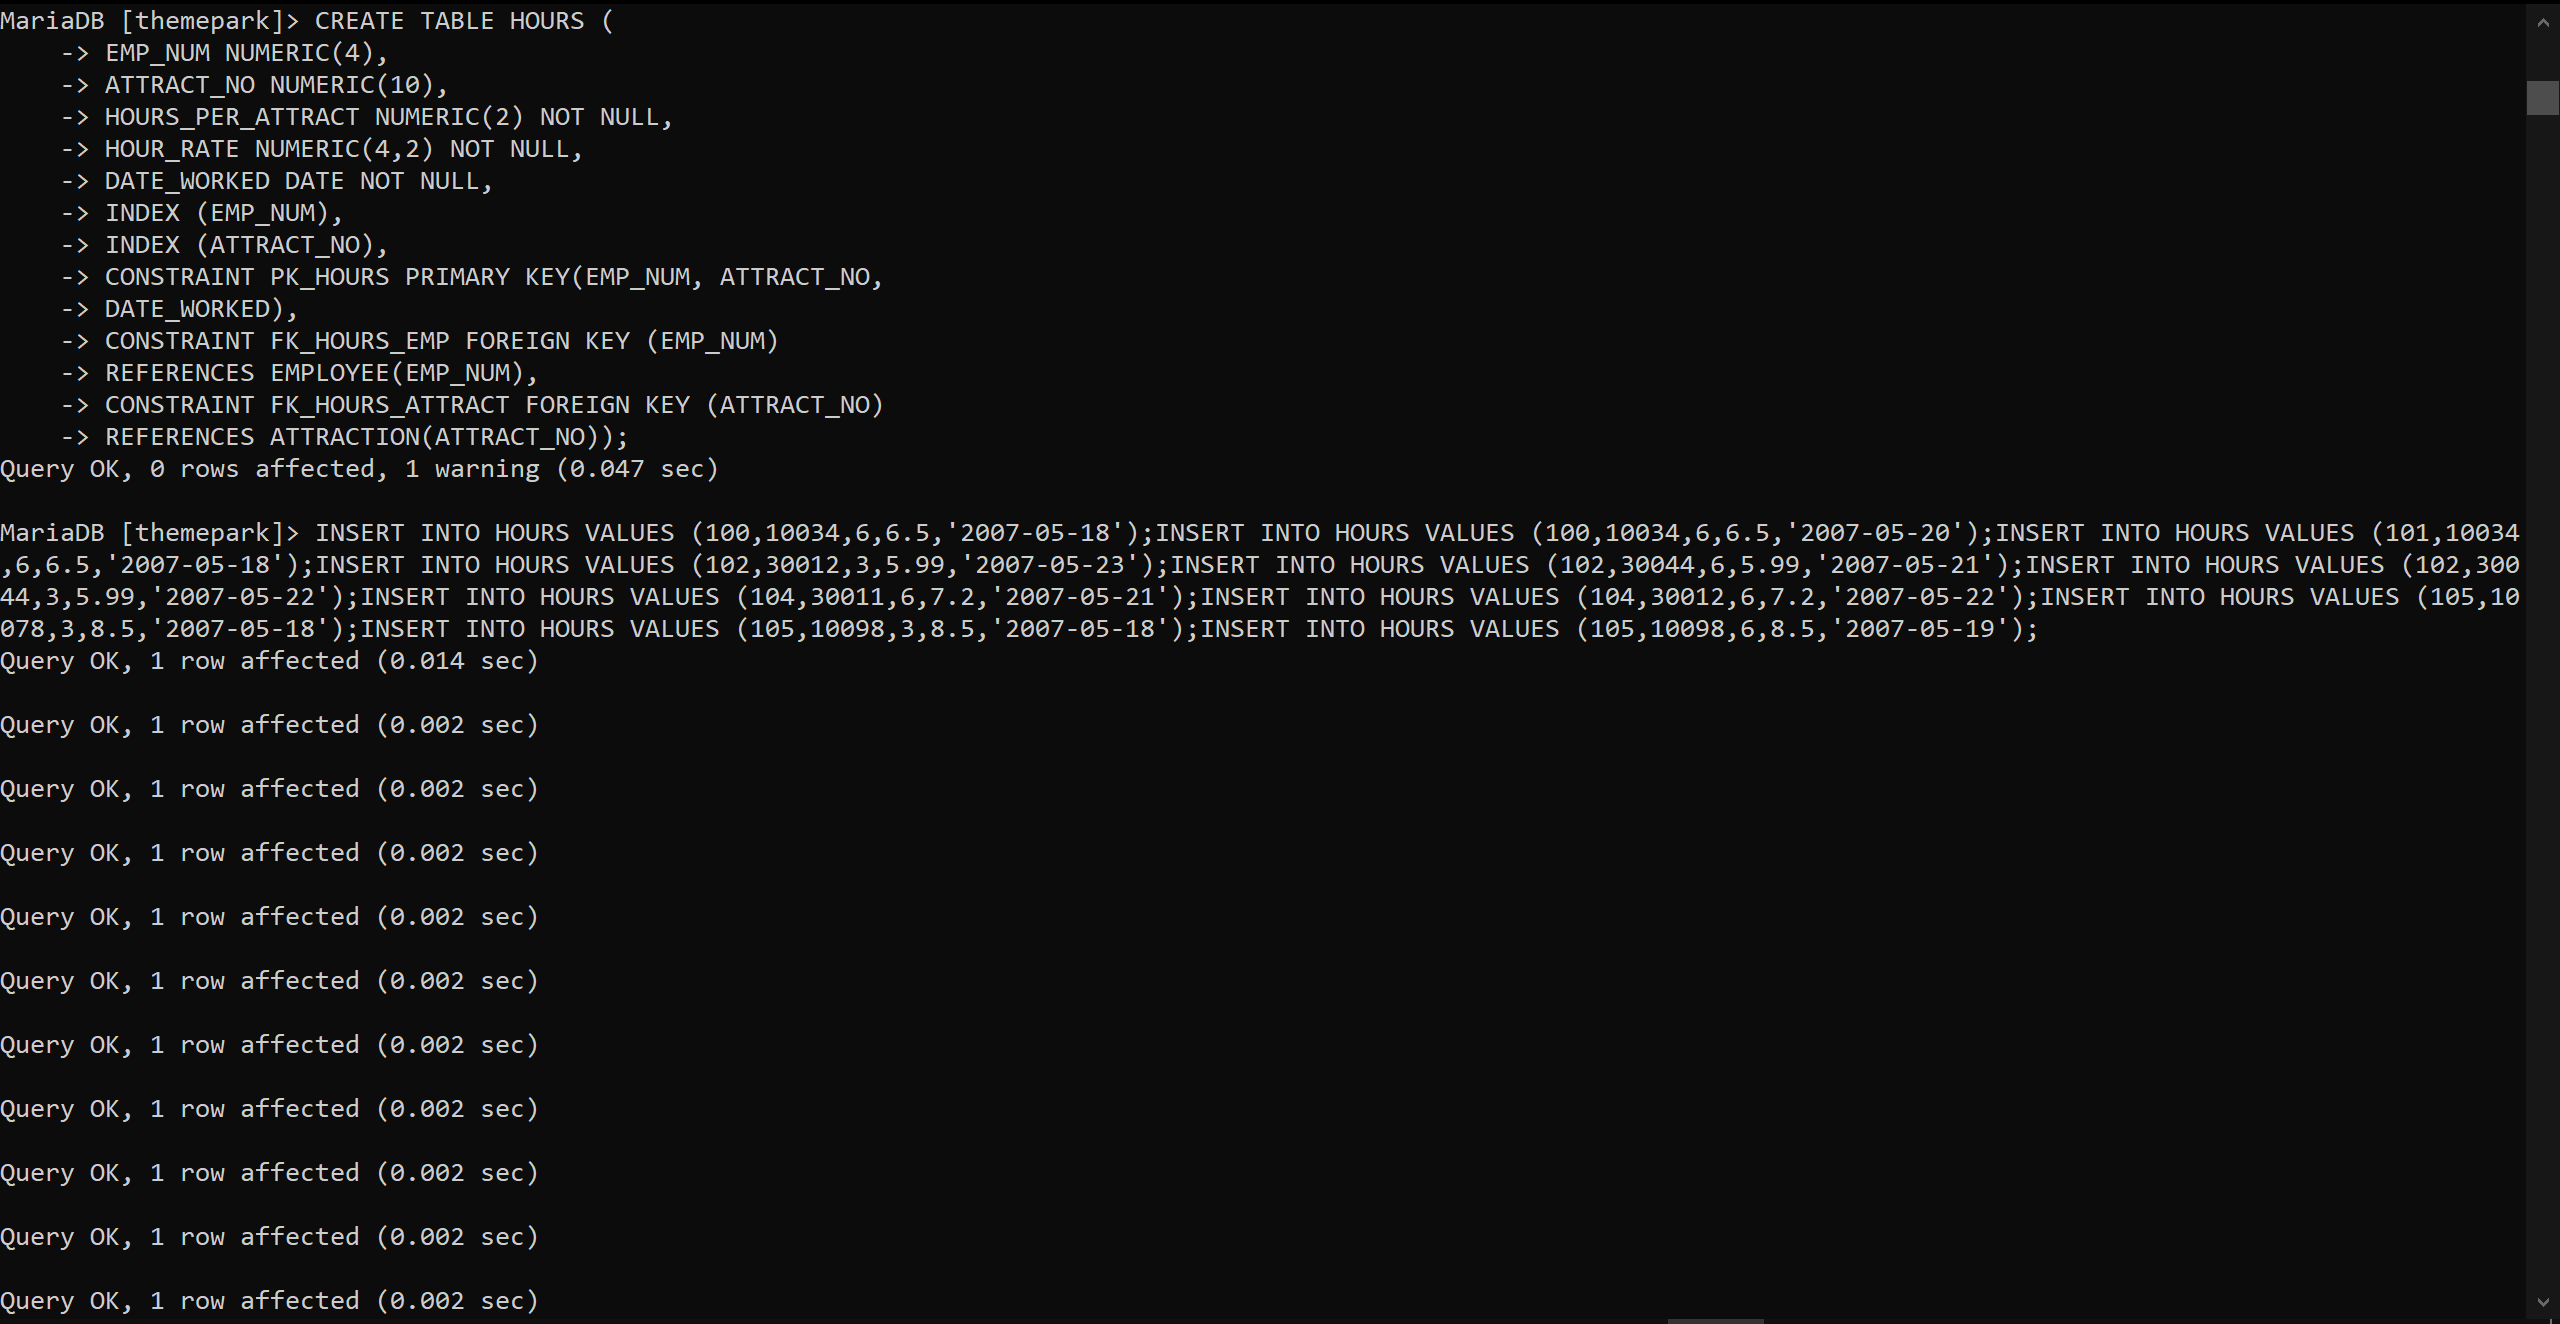 MariaDB [themepark]> CREATE TABLE HOURS (
    -> EMP_NUM NUMERIC(4),
    -> ATTRACT_NO NUMERIC(10),
    -> HOURS_PER_ATTRACT NUMERIC(2) NOT NULL,
    -> HOUR_RATE NUMERIC(4,2) NOT NULL,
    -> DATE_WORKED DATE NOT NULL,
    -> INDEX (EMP_NUM),
    -> INDEX (ATTRACT_NO),
    -> CONSTRAINT PK_HOURS PRIMARY KEY(EMP_NUM, ATTRACT_NO,
    -> DATE_WORKED),
    -> CONSTRAINT FK_HOURS_EMP FOREIGN KEY (EMP_NUM)
    -> REFERENCES EMPLOYEE(EMP_NUM),
    -> CONSTRAINT FK_HOURS_ATTRACT FOREIGN KEY (ATTRACT_NO)
    -> REFERENCES ATTRACTION(ATTRACT_NO));
Query OK, 0 rows affected, 1 warning (0.047 sec)

MariaDB [themepark]> INSERT INTO HOURS VALUES (100,10034,6,6.5,'2007-05-18');INSERT INTO HOURS VALUES (100,10034,6,6.5,'2007-05-20');INSERT INTO HOURS VALUES (101,10034
,6,6.5,'2007-05-18');INSERT INTO HOURS VALUES (102,30012,3,5.99,'2007-05-23');INSERT INTO HOURS VALUES (102,30044,6,5.99,'2007-05-21');INSERT INTO HOURS VALUES (102,300
44,3,5.99,'2007-05-22');INSERT INTO HOURS VALUES (104,30011,6,7.2,'2007-05-21');INSERT INTO HOURS VALUES (104,30012,6,7.2,'2007-05-22');INSERT INTO HOURS VALUES (105,10
078,3,8.5,'2007-05-18');INSERT INTO HOURS VALUES (105,10098,3,8.5,'2007-05-18');INSERT INTO HOURS VALUES (105,10098,6,8.5,'2007-05-19');
Query OK, 1 row affected (0.014 sec)

Query OK, 1 row affected (0.002 sec)

Query OK, 1 row affected (0.002 sec)

Query OK, 1 row affected (0.002 sec)

Query OK, 1 row affected (0.002 sec)

Query OK, 1 row affected (0.002 sec)

Query OK, 1 row affected (0.002 sec)

Query OK, 1 row affected (0.002 sec)

Query OK, 1 row affected (0.002 sec)

Query OK, 1 row affected (0.002 sec)

Query OK, 1 row affected (0.002 sec)